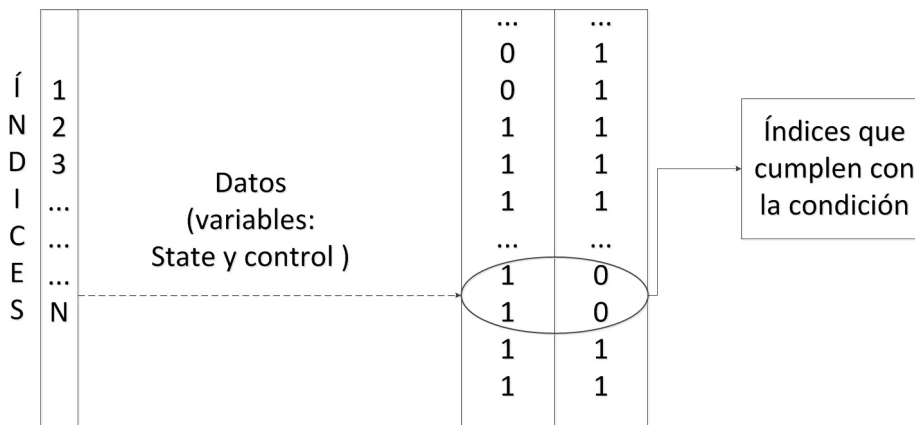 ÍNDICES
1
2
3
...
...
...
N
Datos
(variables:
State y control )
... ...
0 1
0 1
1 1
1 1
1 1
... ...
1 0
1 0
1 1
1 1
Índices que
cumplen con
la condición